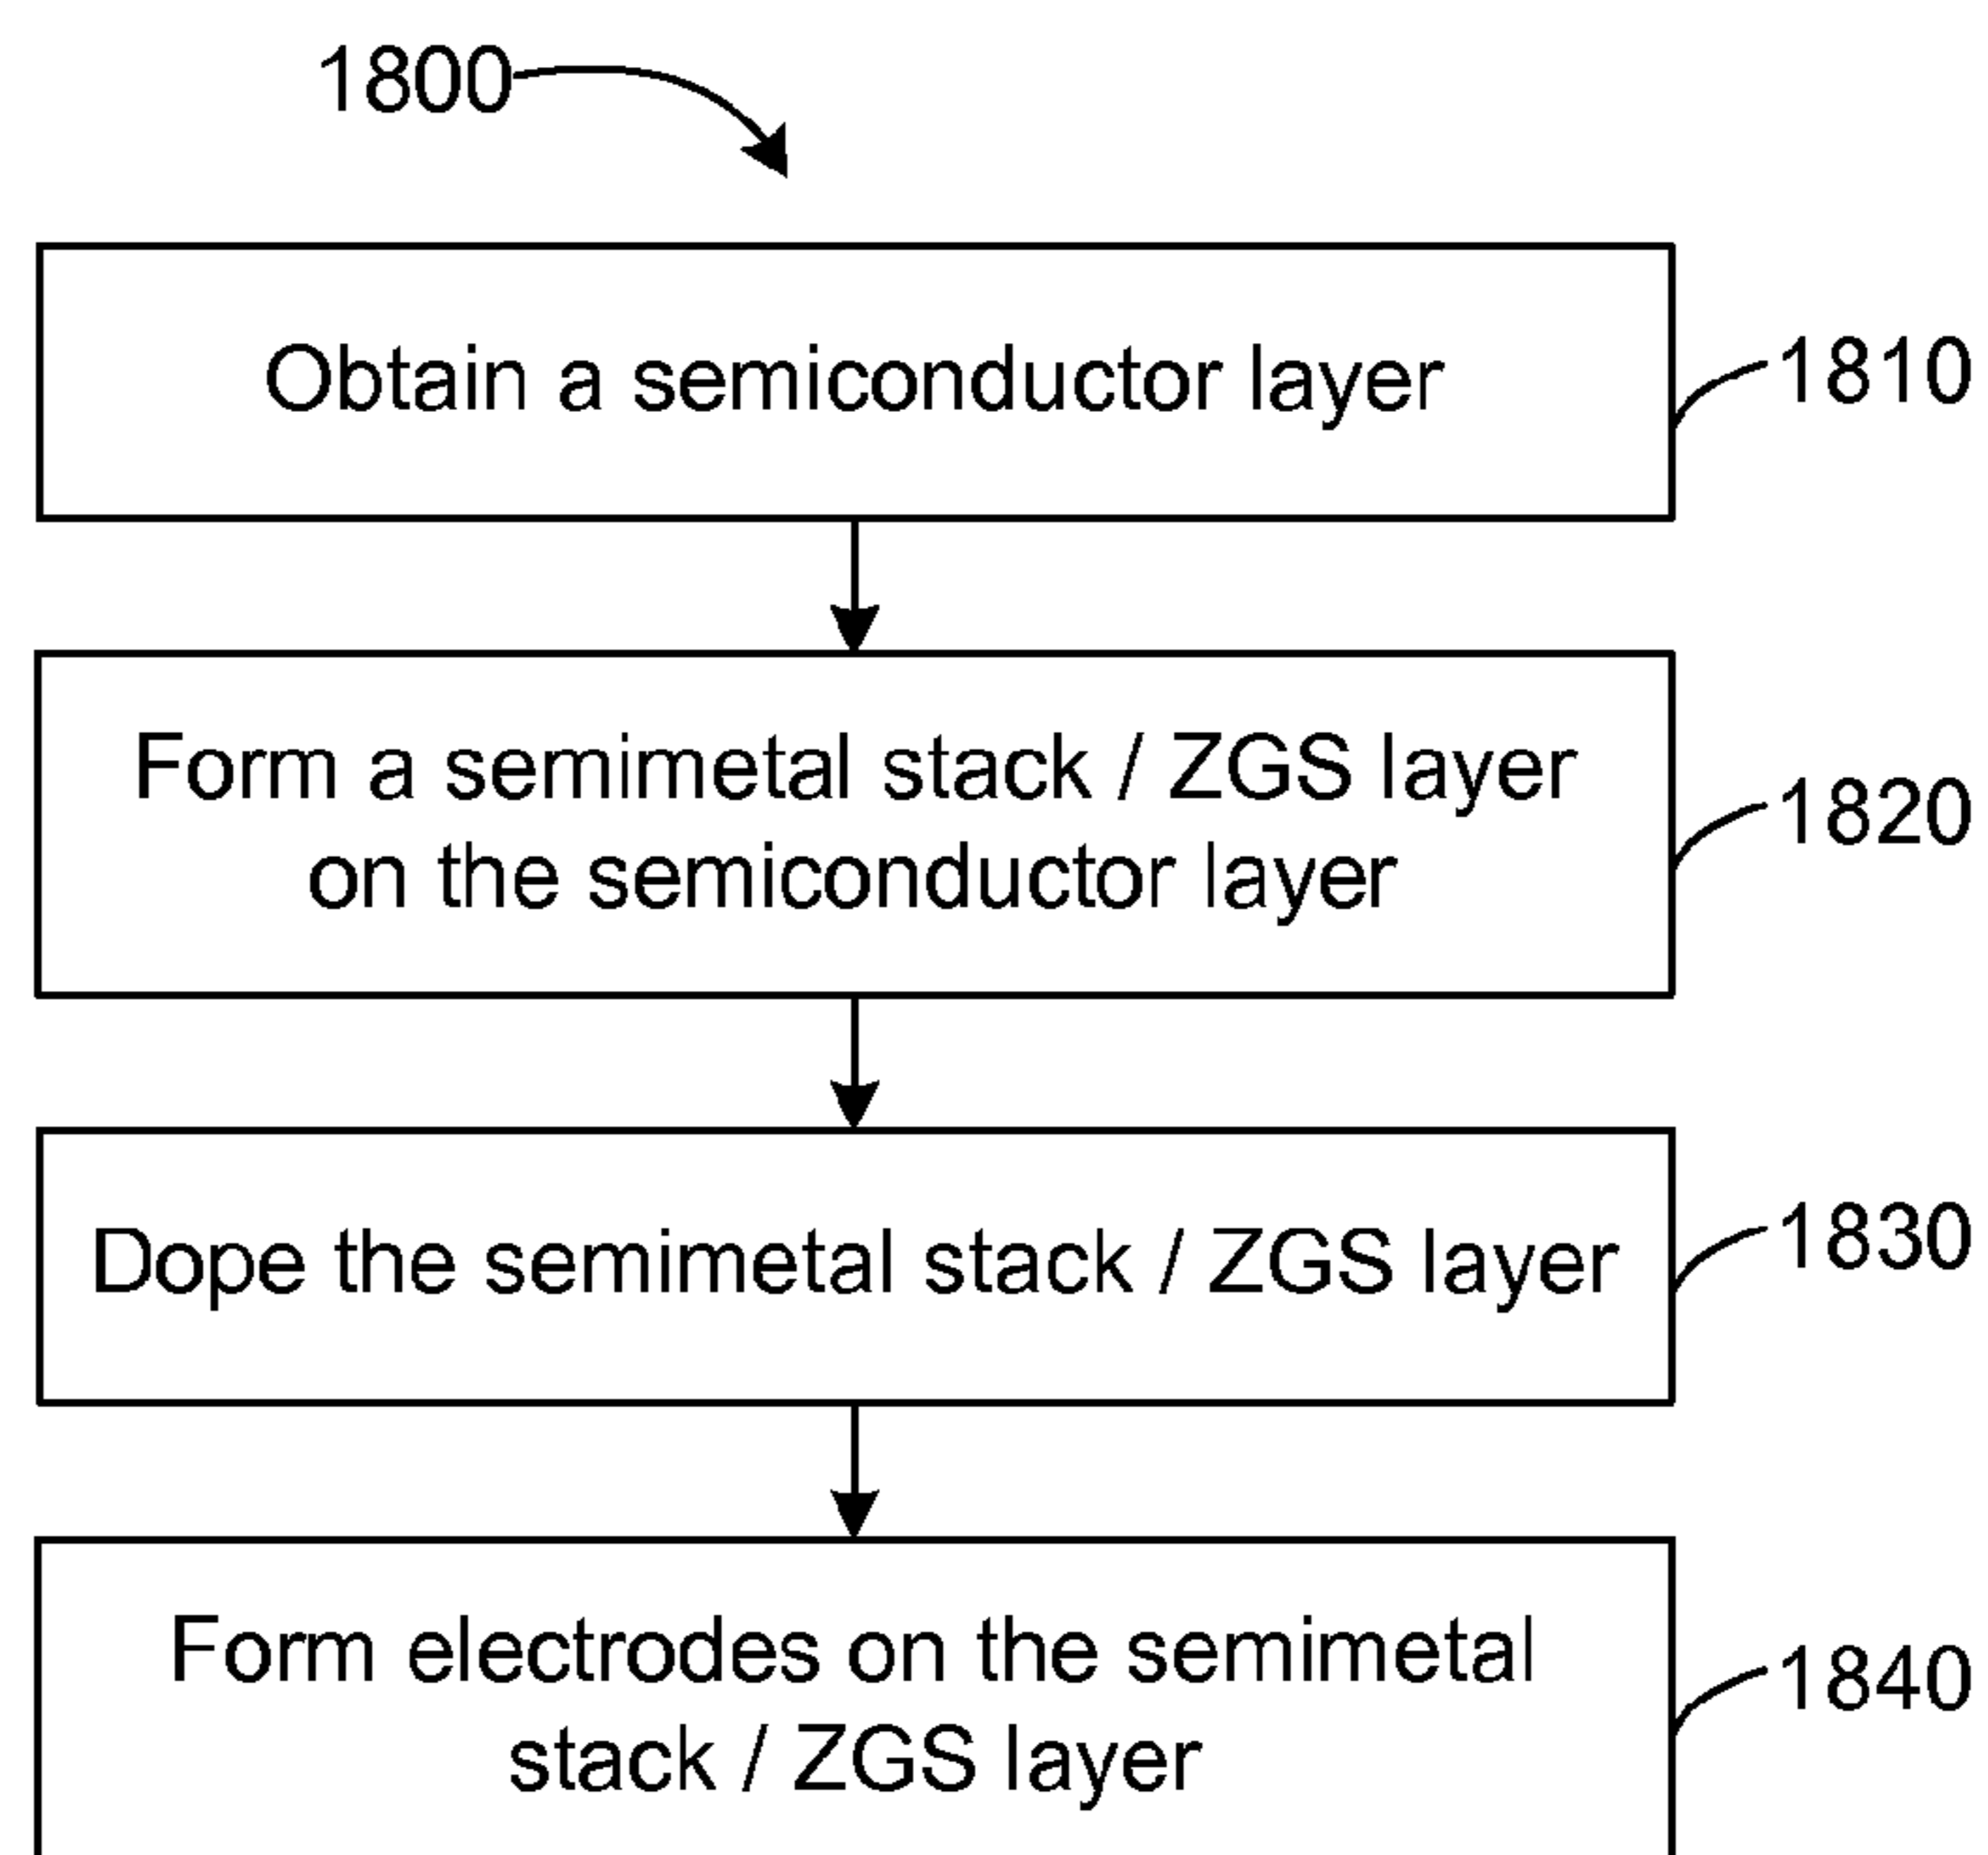 1800
Obtain a semiconductor layer
1810
Form a semimetal stack / ZGS layer
on the semiconductor layer
1820
Dope the semimetal stack / ZGS layer
1830
Form electrodes on the semimetal
stack / ZGS layer
1840